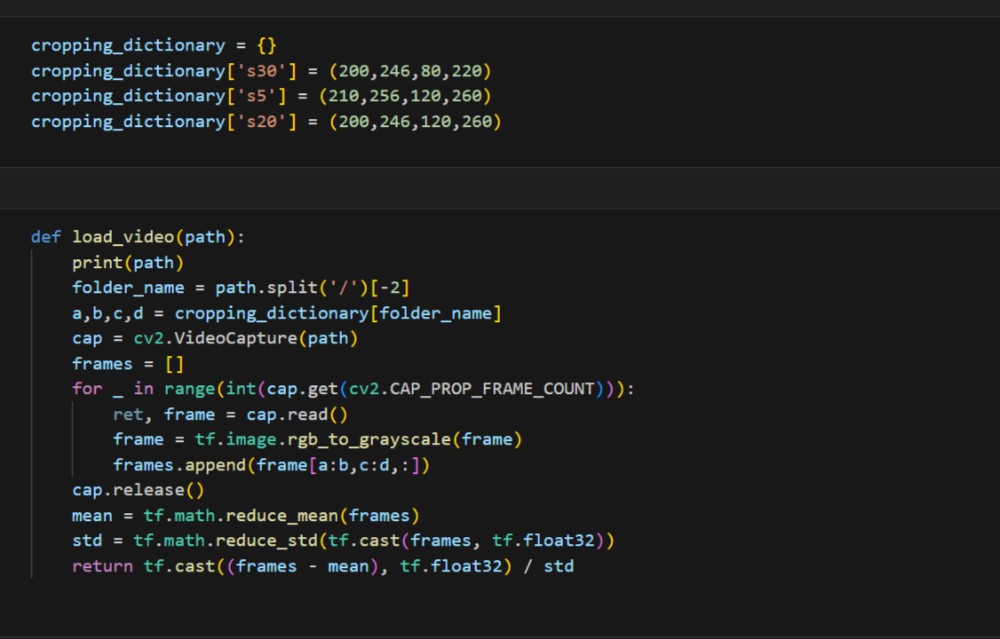 cropping_dictionary = {}
cropping_dictionary['s30'] = (200,246,80,220)
cropping_dictionary['s5'] = (210,256,120,260)
cropping_dictionary['s20'] = (200,246,120,260)
def load_video(path):
    print(path)
    folder_name = path.split('/')[-2]
    a,b,c,d = cropping_dictionary[folder_name]
    cap = cv2.VideoCapture(path)
    frames = []
    for _ in range(int(cap.get(cv2.CAP_PROP_FRAME_COUNT))):
        ret, frame = cap.read()
        frame = tf.image.rgb_to_grayscale(frame)
        frames.append(frame[a:b,c:d,:])
    cap.release()
    mean = tf.math.reduce_mean(frames)
    std = tf.math.reduce_std(tf.cast(frames, tf.float32))
    return tf.cast((frames - mean), tf.float32) / std